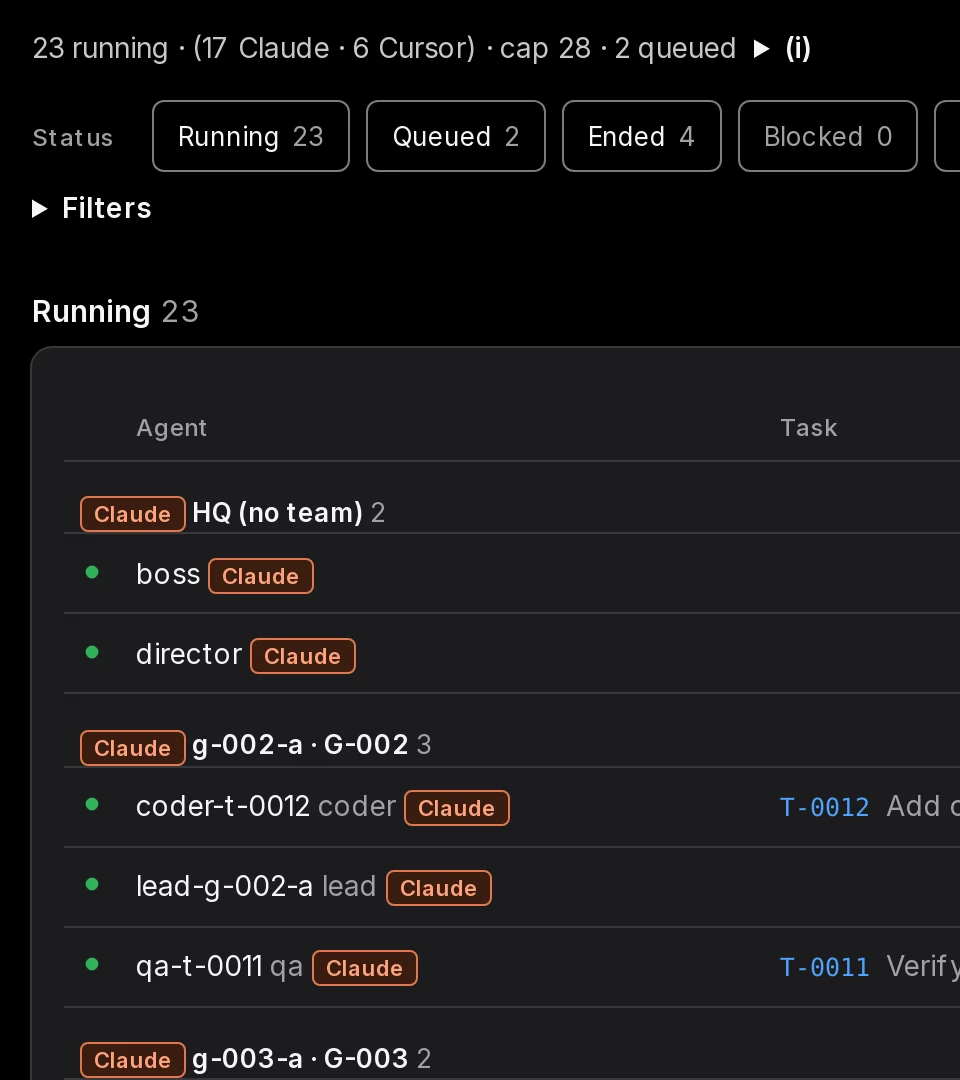 23 running · (17 Claude · 6 Cursor) · cap 28 · 2 queued ▶ (i)
Status Running 23 Queued 2 Ended 4 Blocked 0
▶ Filters
Running 23
Agent Task
Claude HQ (no team) 2
boss Claude
director Claude
Claude g-002-a · G-002 3
coder-t-0012 coder Claude T-0012 Add
lead-g-002-a lead Claude
qa-t-0011 qa Claude T-0011 Verify
Claude g-003-a · G-003 2